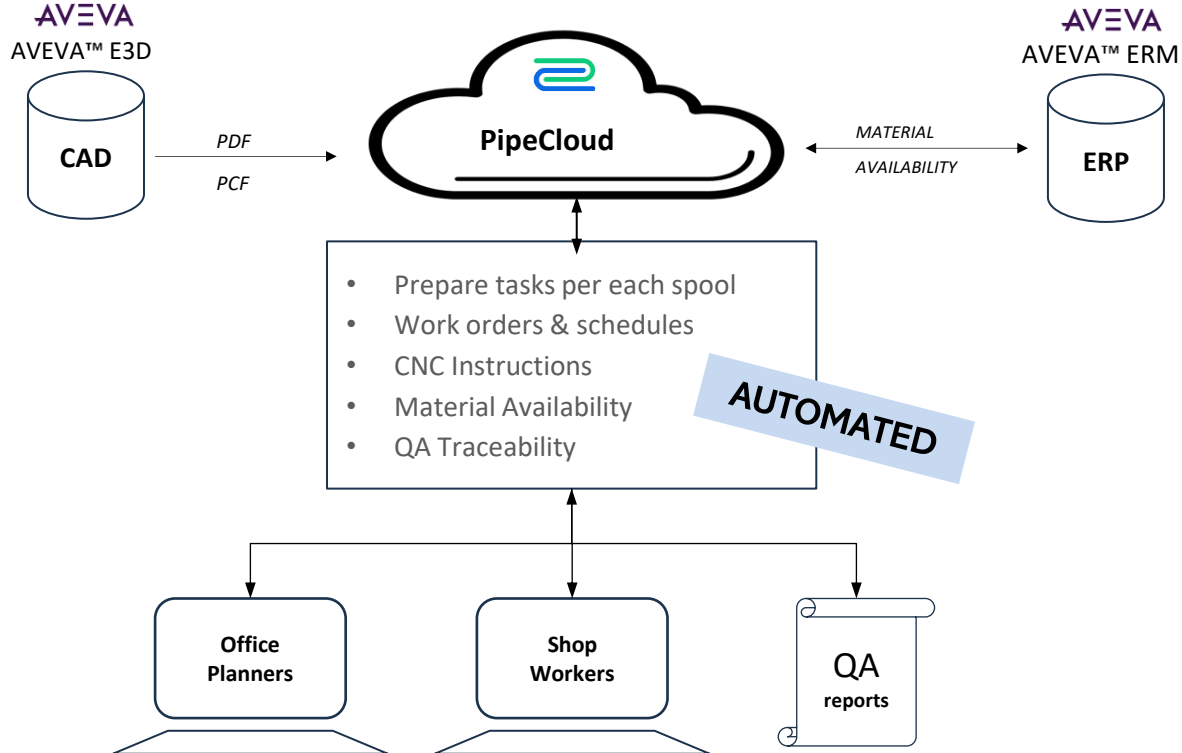 AVEVA
AVEVA™ E3D
CAD
PDF
PCF
PipeCloud
MATERIAL
AVAILABILITY
AVEVA
AVEVA™ ERM
ERP
• Prepare tasks per each spool
• Work orders & schedules
• CNC Instructions
• Material Availability
• QA Traceability
AUTOMATED
Office
Planners
Shop
Workers
QA
reports